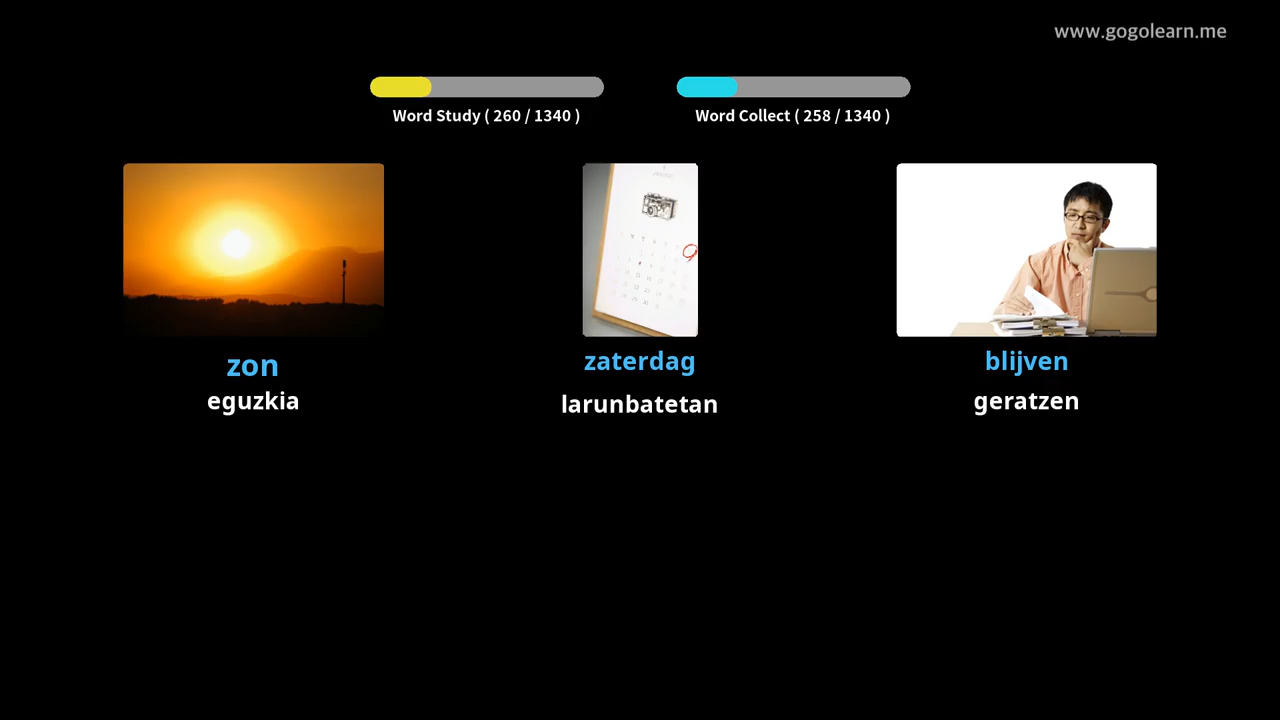 www.gogolearn.me
Word Study ( 260 / 1340 )
Word Collect ( 258 / 1340 )
zon
eguzkia
zaterdag
larunbatetan
blijven
geratzen